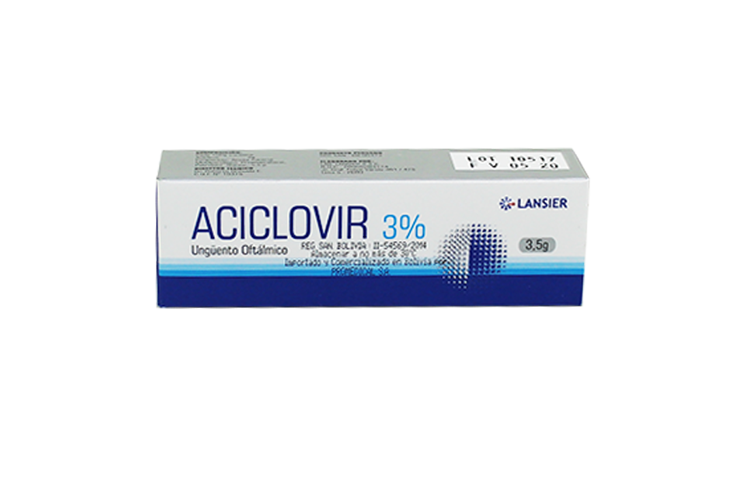 LOT 10517
F V 05 20
LANSIER
ACICLOVIR 3%
Ungüento Oftálmico
3,5g
REG. SAN. BOLIVIA: II-54569-2014
Almacenar a no más de 30°C
Importado y Comercializado en Bolivia por
PROMEDICAL SA